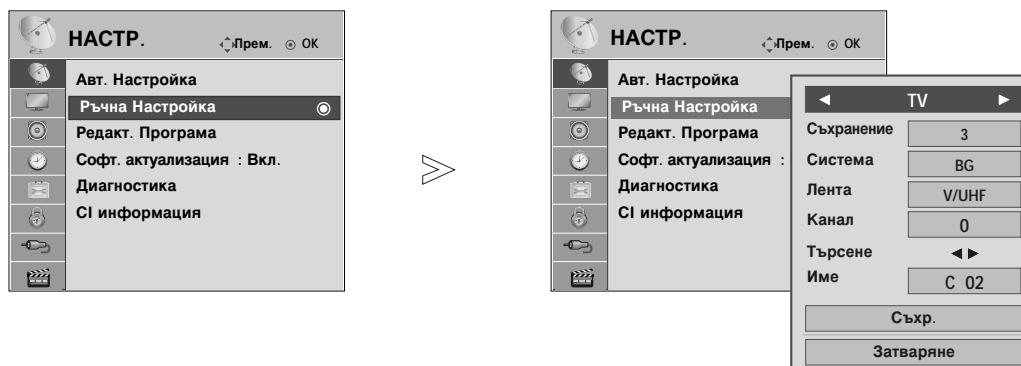 НАСТР.
Прем. OK
Авт. Настройка
Ръчна Настройка
Редакт. Програма
Софт. актуализация : Вкл.
Диагностика
CI информация
НАСТР.
Прем. OK
Авт. Настройка
Ръчна Настройка
Редакт. Програма
Софт. актуализация :
Диагностика
CI информация
TV
Съхранение 3
Система BG
Лента V/UHF
Канал 0
Търсене
Име C 02
Съхр.
Затваряне